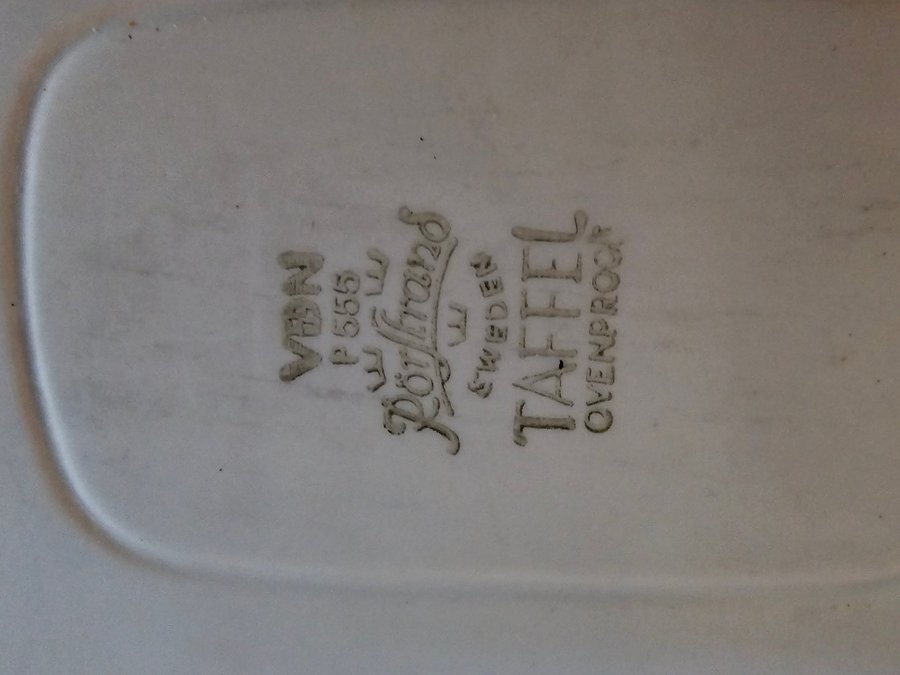 VDN
P 555
Rörstrand
SWEDEN
TAFFEL
OVENPROOF